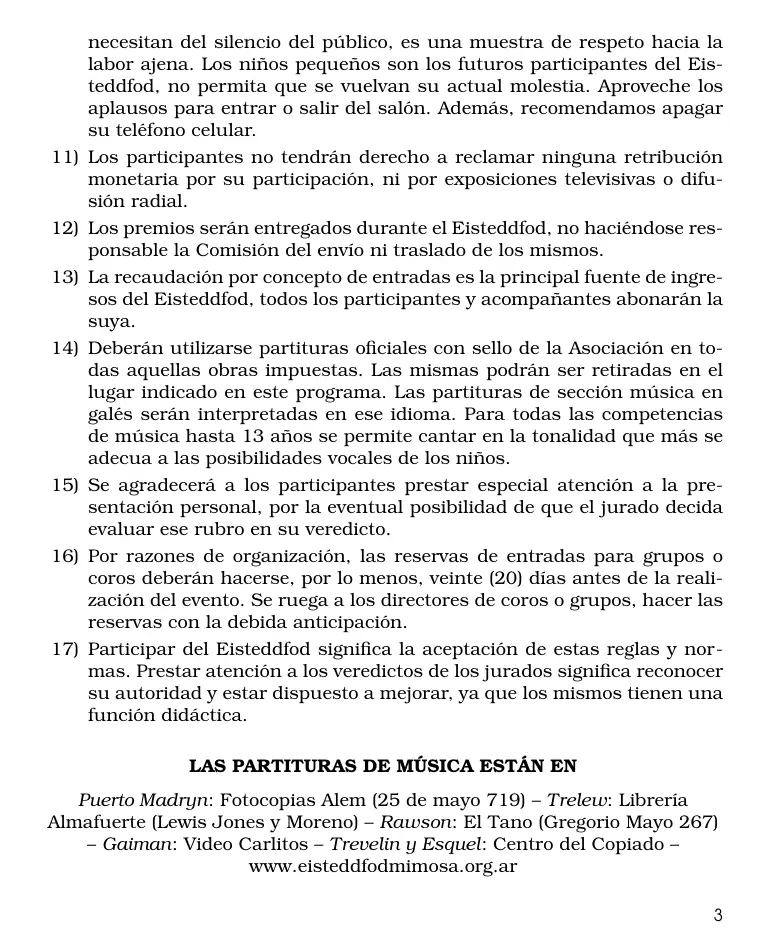 necesitan del silencio del público, es una muestra de respeto hacia la
labor ajena. Los niños pequeños son los futuros participantes del Eis-
teddfod, no permita que se vuelvan su actual molestia. Aproveche los
aplausos para entrar o salir del salón. Además, recomendamos apagar
su teléfono celular.
11) Los participantes no tendrán derecho a reclamar ninguna retribución
monetaria por su participación, ni por exposiciones televisivas o difu-
sión radial.
12) Los premios serán entregados durante el Eisteddfod, no haciéndose res-
ponsable la Comisión del envío ni traslado de los mismos.
13) La recaudación por concepto de entradas es la principal fuente de ingre-
sos del Eisteddfod, todos los participantes y acompañantes abonarán la
suya.
14) Deberán utilizarse partituras oficiales con sello de la Asociación en to-
das aquellas obras impuestas. Las mismas podrán ser retiradas en el
lugar indicado en este programa. Las partituras de sección música en
galés serán interpretadas en ese idioma. Para todas las competencias
de música hasta 13 años se permite cantar en la tonalidad que más se
adecua a las posibilidades vocales de los niños.
15) Se agradecerá a los participantes prestar especial atención a la pre-
sentación personal, por la eventual posibilidad de que el jurado decida
evaluar ese rubro en su veredicto.
16) Por razones de organización, las reservas de entradas para grupos o
coros deberán hacerse, por lo menos, veinte (20) días antes de la reali-
zación del evento. Se ruega a los directores de coros o grupos, hacer las
reservas con la debida anticipación.
17) Participar del Eisteddfod significa la aceptación de estas reglas y nor-
mas. Prestar atención a los veredictos de los jurados significa reconocer
su autoridad y estar dispuesto a mejorar, ya que los mismos tienen una
función didáctica.
LAS PARTITURAS DE MÚSICA ESTÁN EN
Puerto Madryn: Fotocopias Alem (25 de mayo 719) – Trelew: Librería
Almafuerte (Lewis Jones y Moreno) – Rawson: El Tano (Gregorio Mayo 267)
– Gaiman: Video Carlitos – Trevelin y Esquel: Centro del Copiado –
www.eisteddfodmimosa.org.ar
3